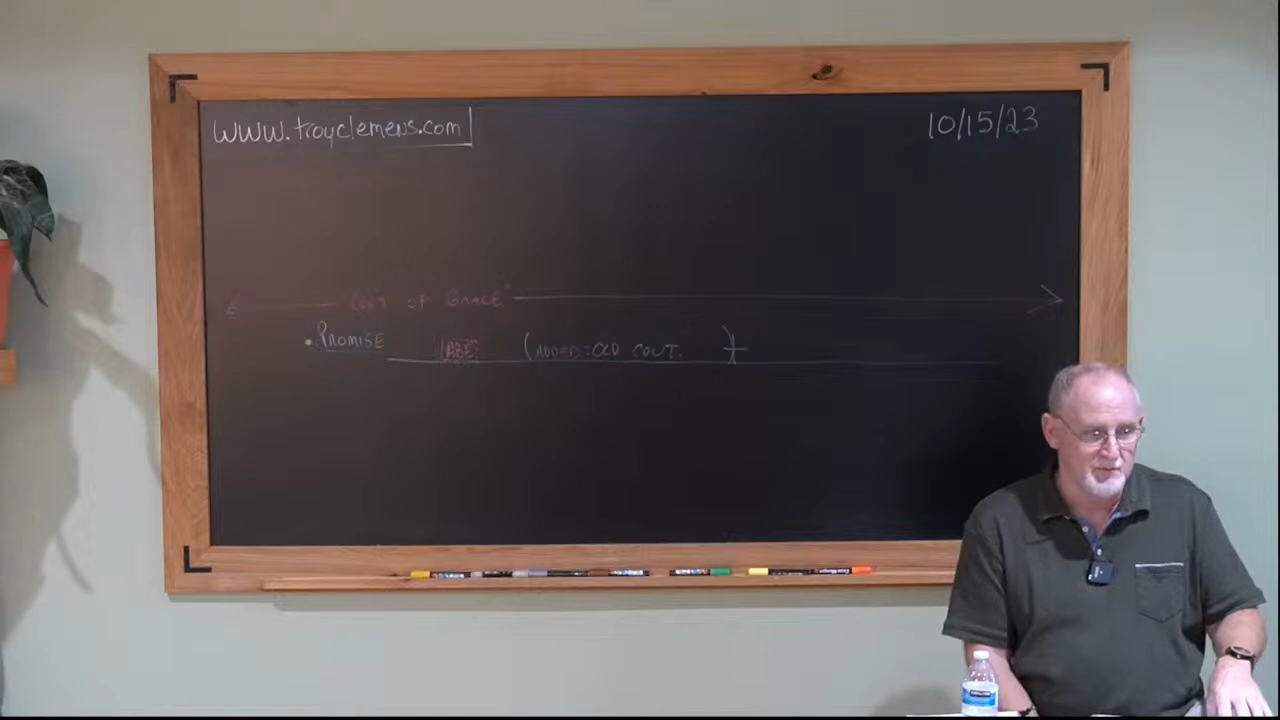 www.troyclemens.com
10/15/23
OF GRACE"
• PROMISE ABE (ADDED=OLD COVT. )